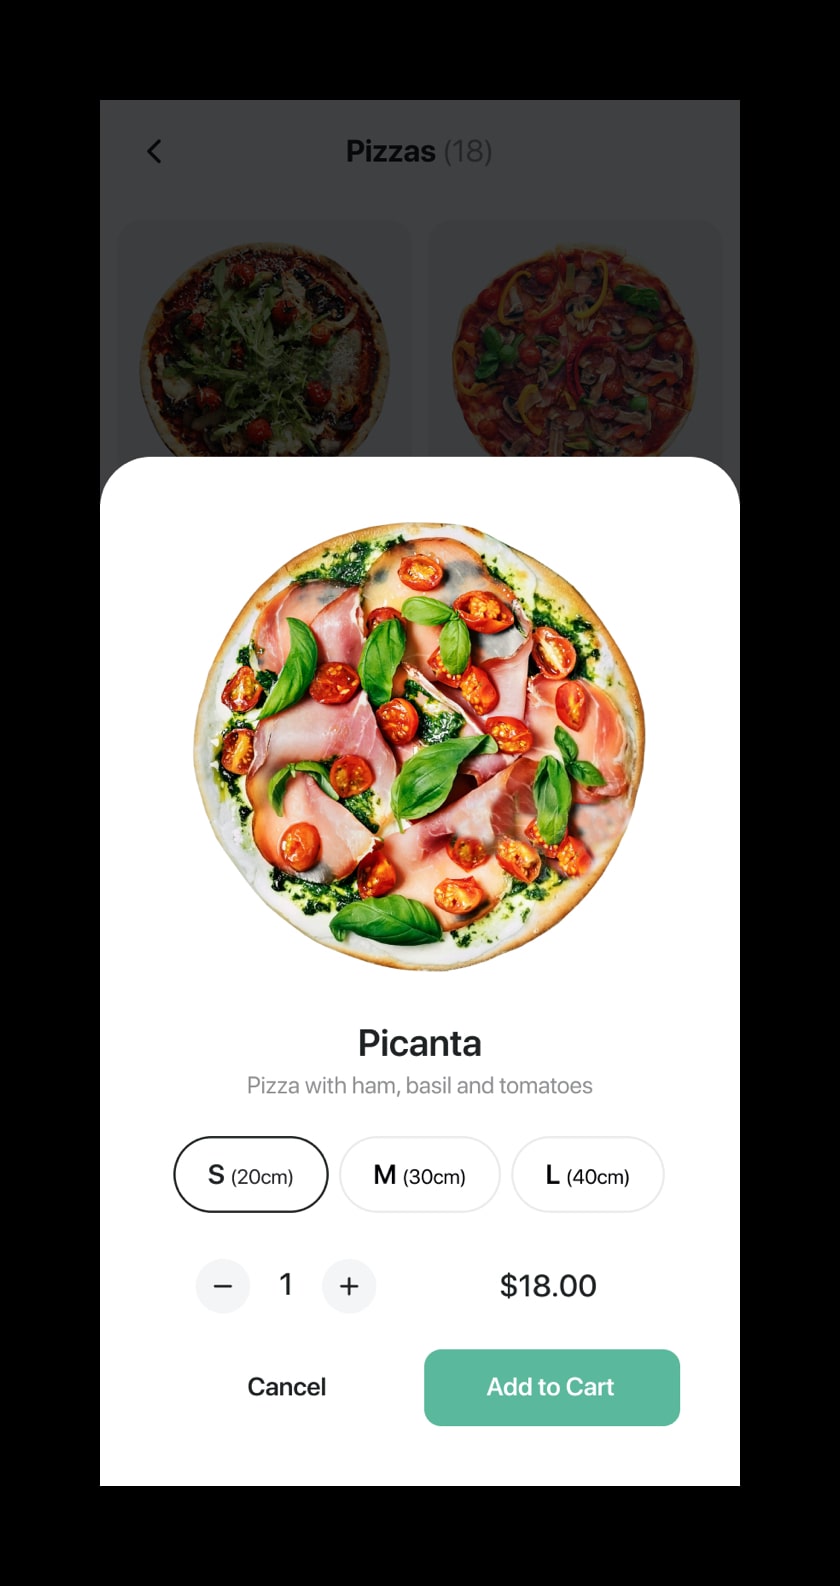 Pizzas (18)
Picanta
Pizza with ham, basil and tomatoes
S (20cm) M (30cm) L (40cm)
− 1 + $18.00
Cancel Add to Cart